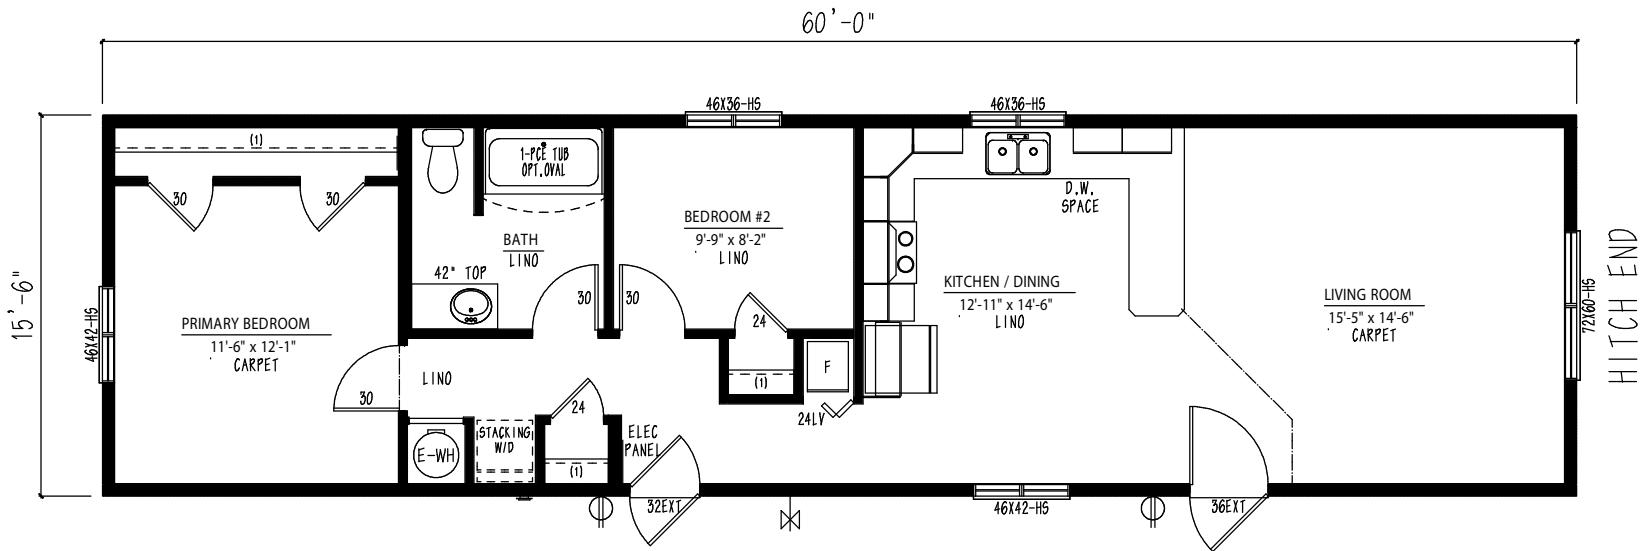 60'-0"
15'-6"
46X36-HS
46X36-HS
(1)
30
30
1-PCE TUB
OPT.OVAL
BATH
LINO
42" TOP
30
30
BEDROOM #2
9'-9" x 8'-2"
LINO
24
(1)
F
24LV
D.W.
SPACE
KITCHEN / DINING
12'-11" x 14'-6"
LINO
LIVING ROOM
15'-5" x 14'-6"
CARPET
72X60-HS
HITCH END
46X42-HS
PRIMARY BEDROOM
11'-6" x 12'-1"
CARPET
30
LINO
E-WH
STACKING
W/D
24
(1)
ELEC
PANEL
32EXT
46X42-HS
36EXT